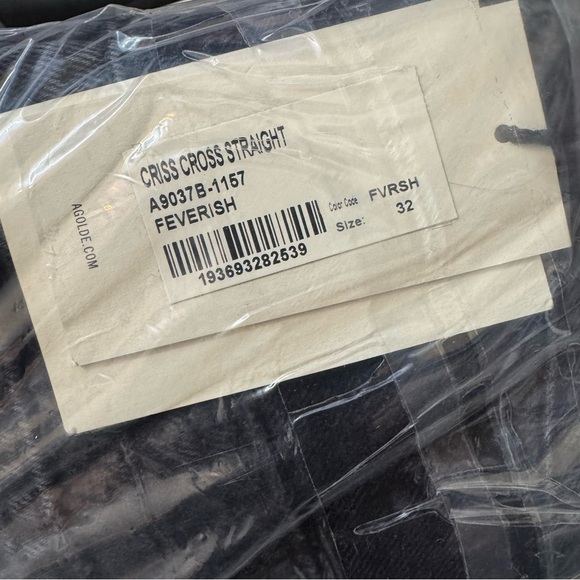 CRISS CROSS STRAIGHT
A9037B-1157
FEVERISH
Color Code FVRSH
Size: 32
193693282539
AGOLDE.COM